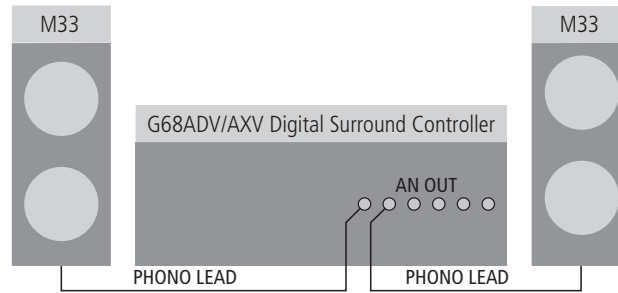 M33
M33
G68ADV/AXV Digital Surround Controller
AN OUT
PHONO LEAD
PHONO LEAD